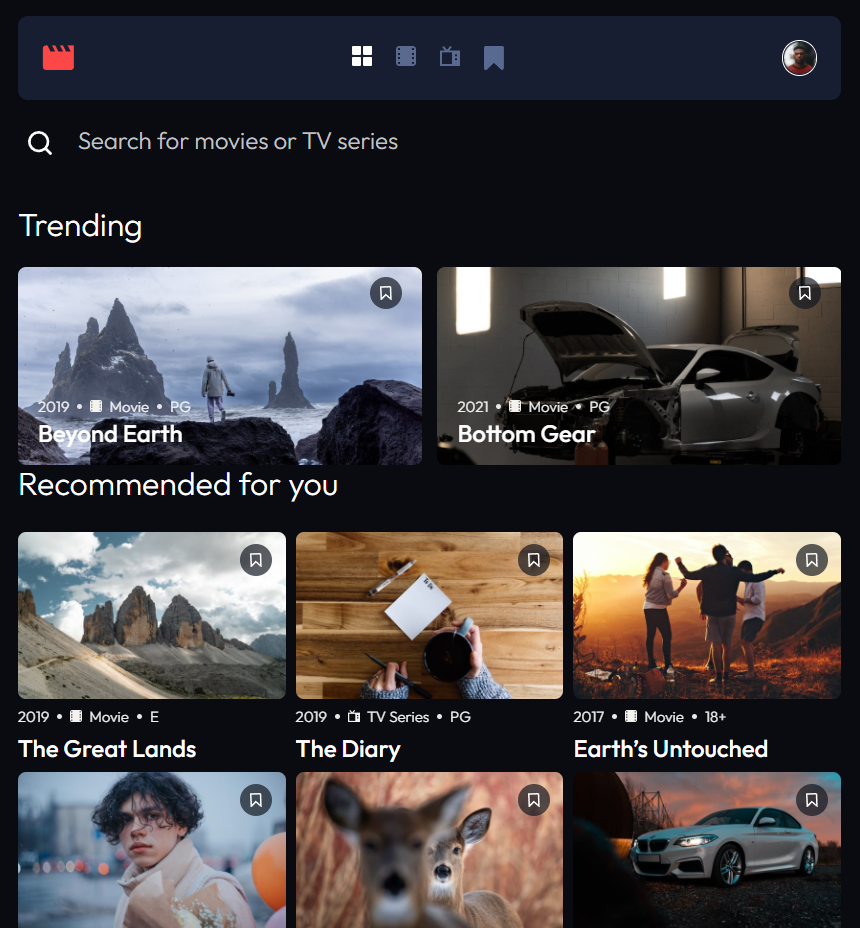 Search for movies or TV series
Trending
2019 • Movie • PG
Beyond Earth
2021 • Movie • PG
Bottom Gear
Recommended for you
2019 • Movie • E
The Great Lands
2019 • TV Series • PG
The Diary
2017 • Movie • 18+
Earth’s Untouched